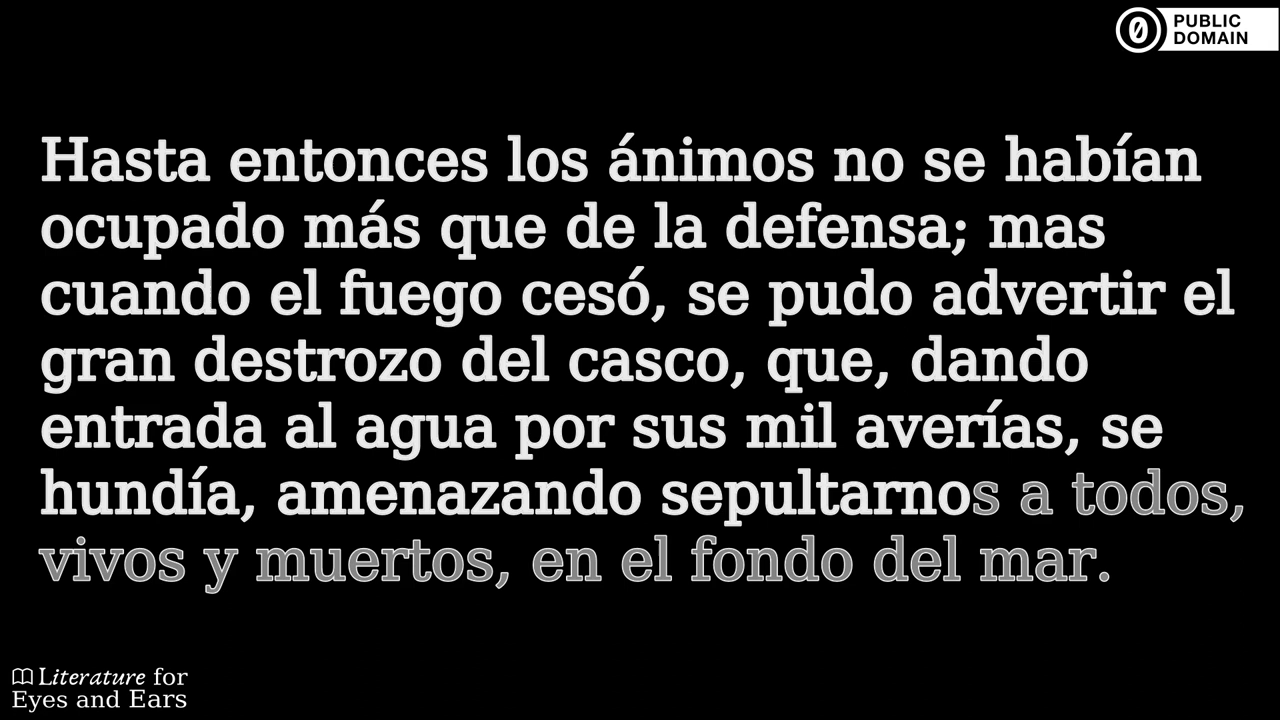 PUBLIC
DOMAIN
Hasta entonces los ánimos no se habían
ocupado más que de la defensa; mas
cuando el fuego cesó, se pudo advertir el
gran destrozo del casco, que, dando
entrada al agua por sus mil averías, se
hundía, amenazando sepultarnos a todos,
vivos y muertos, en el fondo del mar.
Literature for
Eyes and Ears